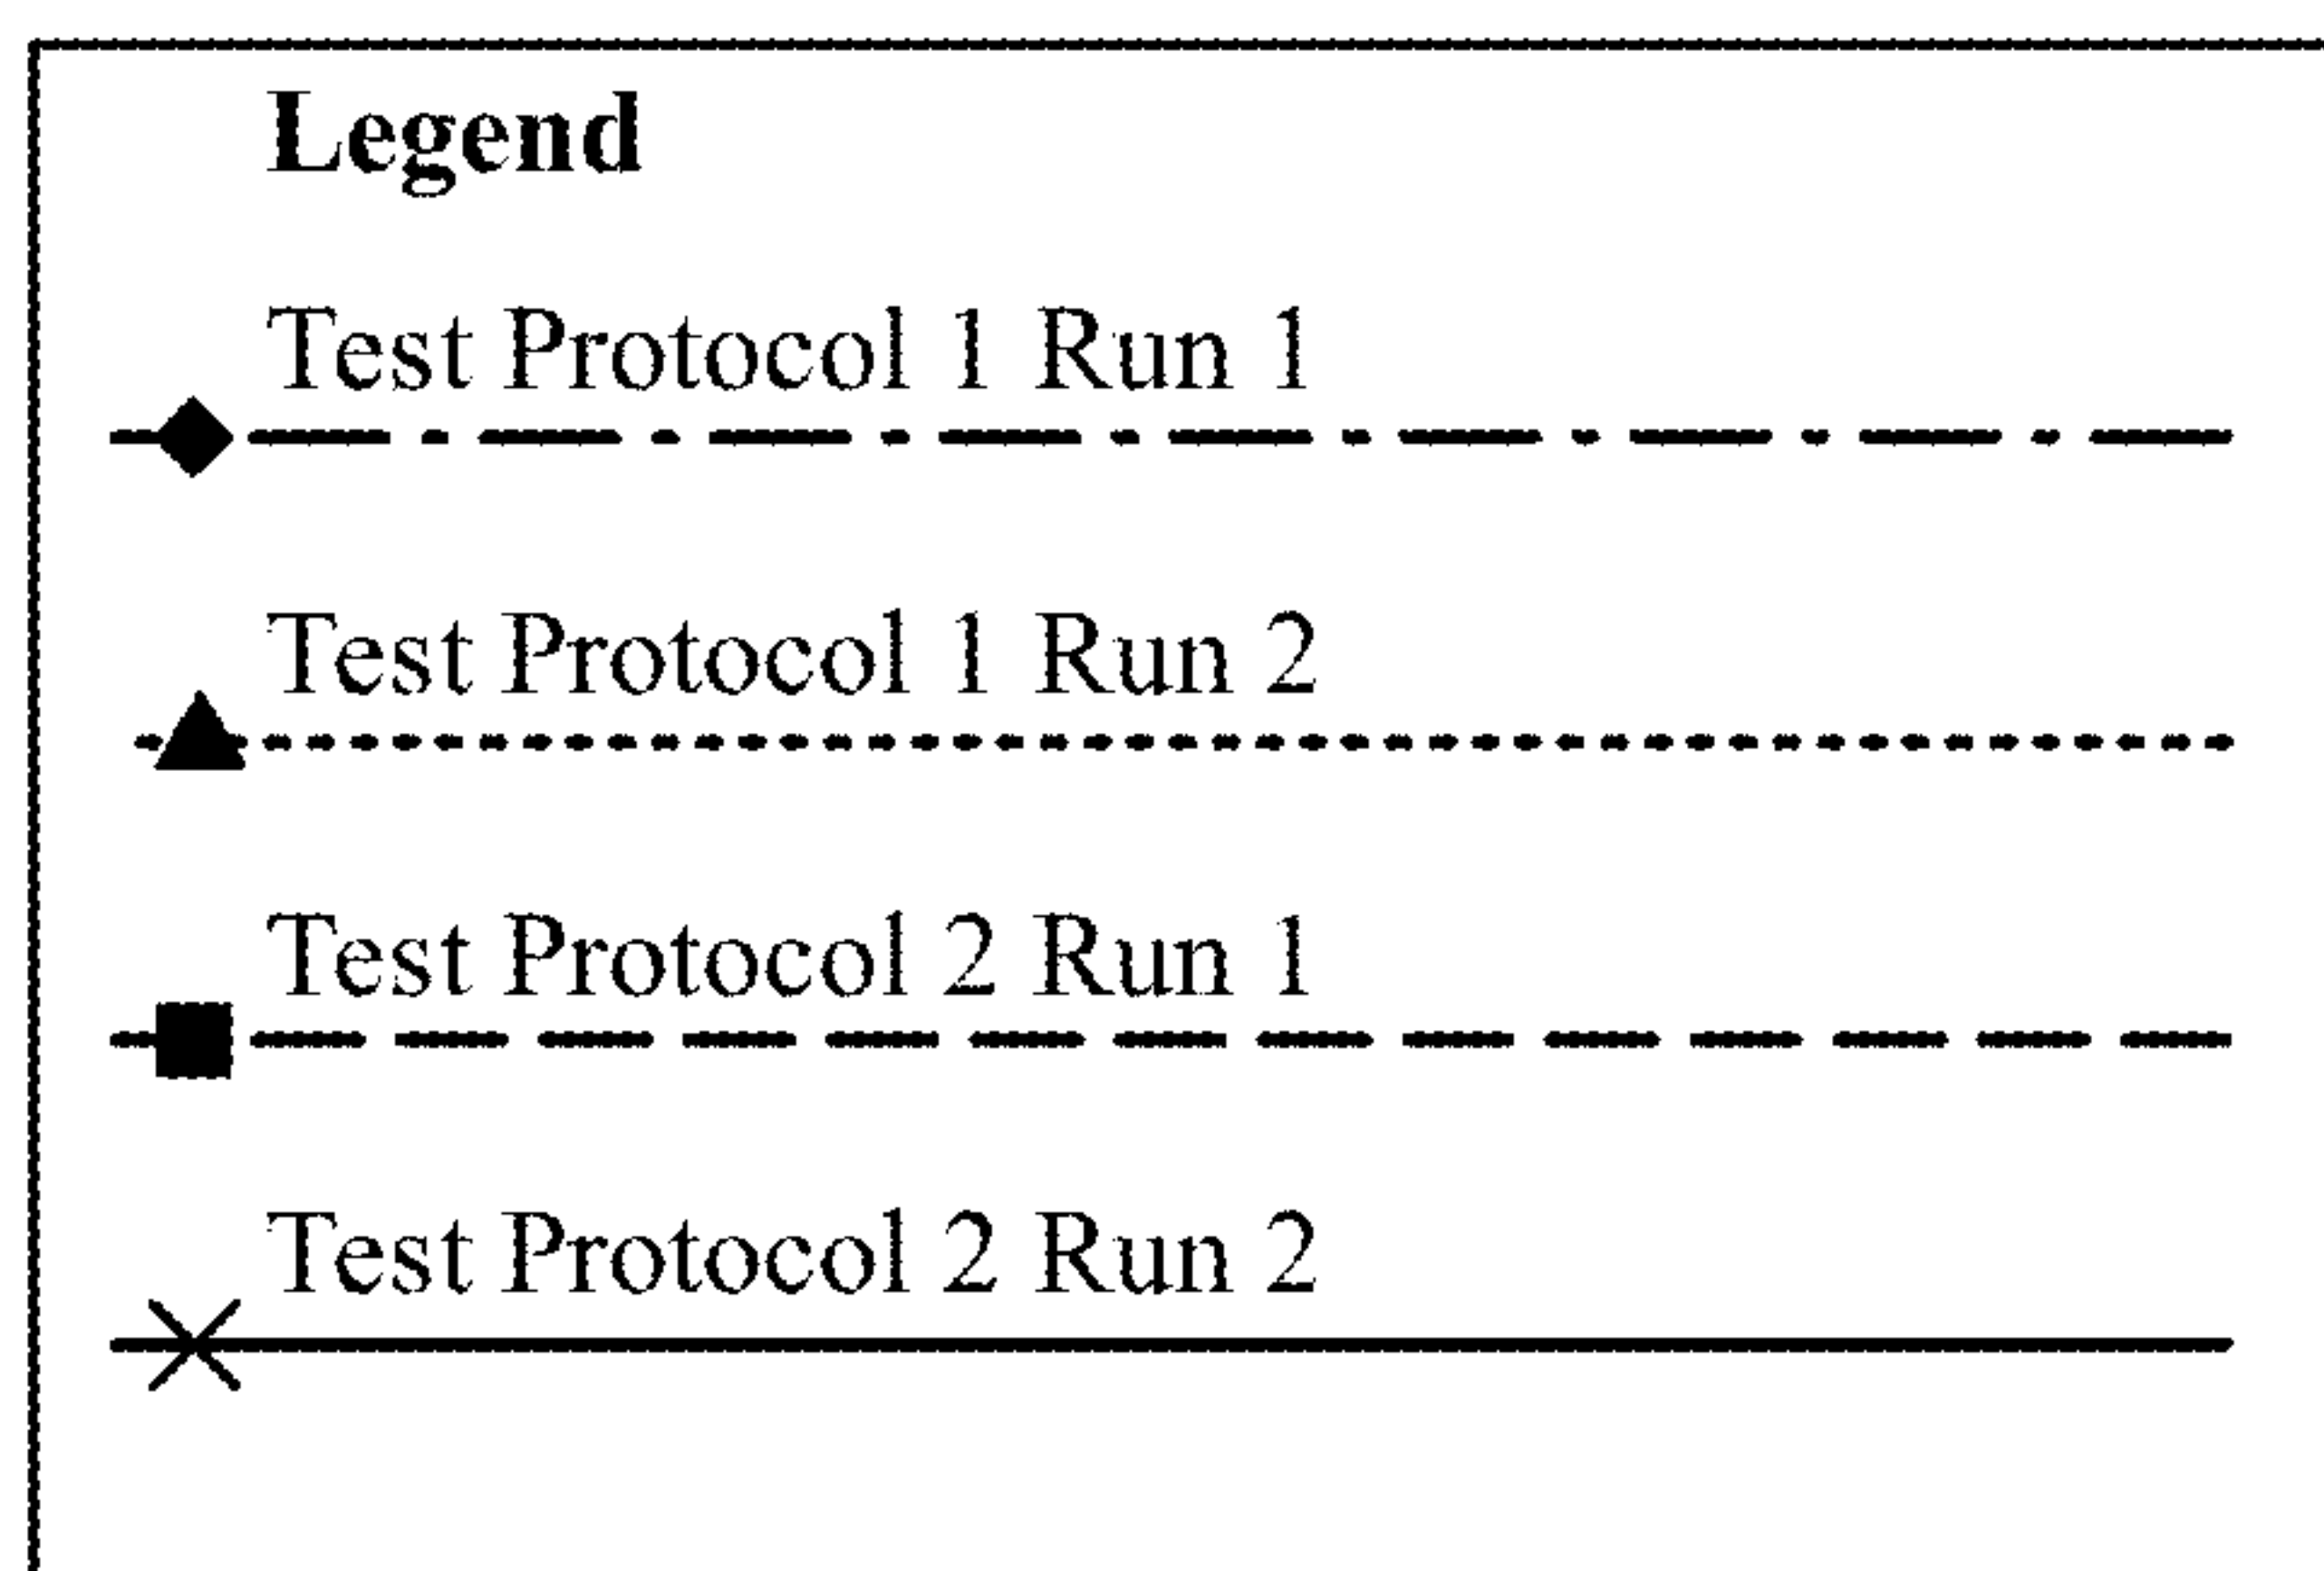 Legend
Test Protocol 1 Run 1
Test Protocol 1 Run 2
Test Protocol 2 Run 1
Test Protocol 2 Run 2